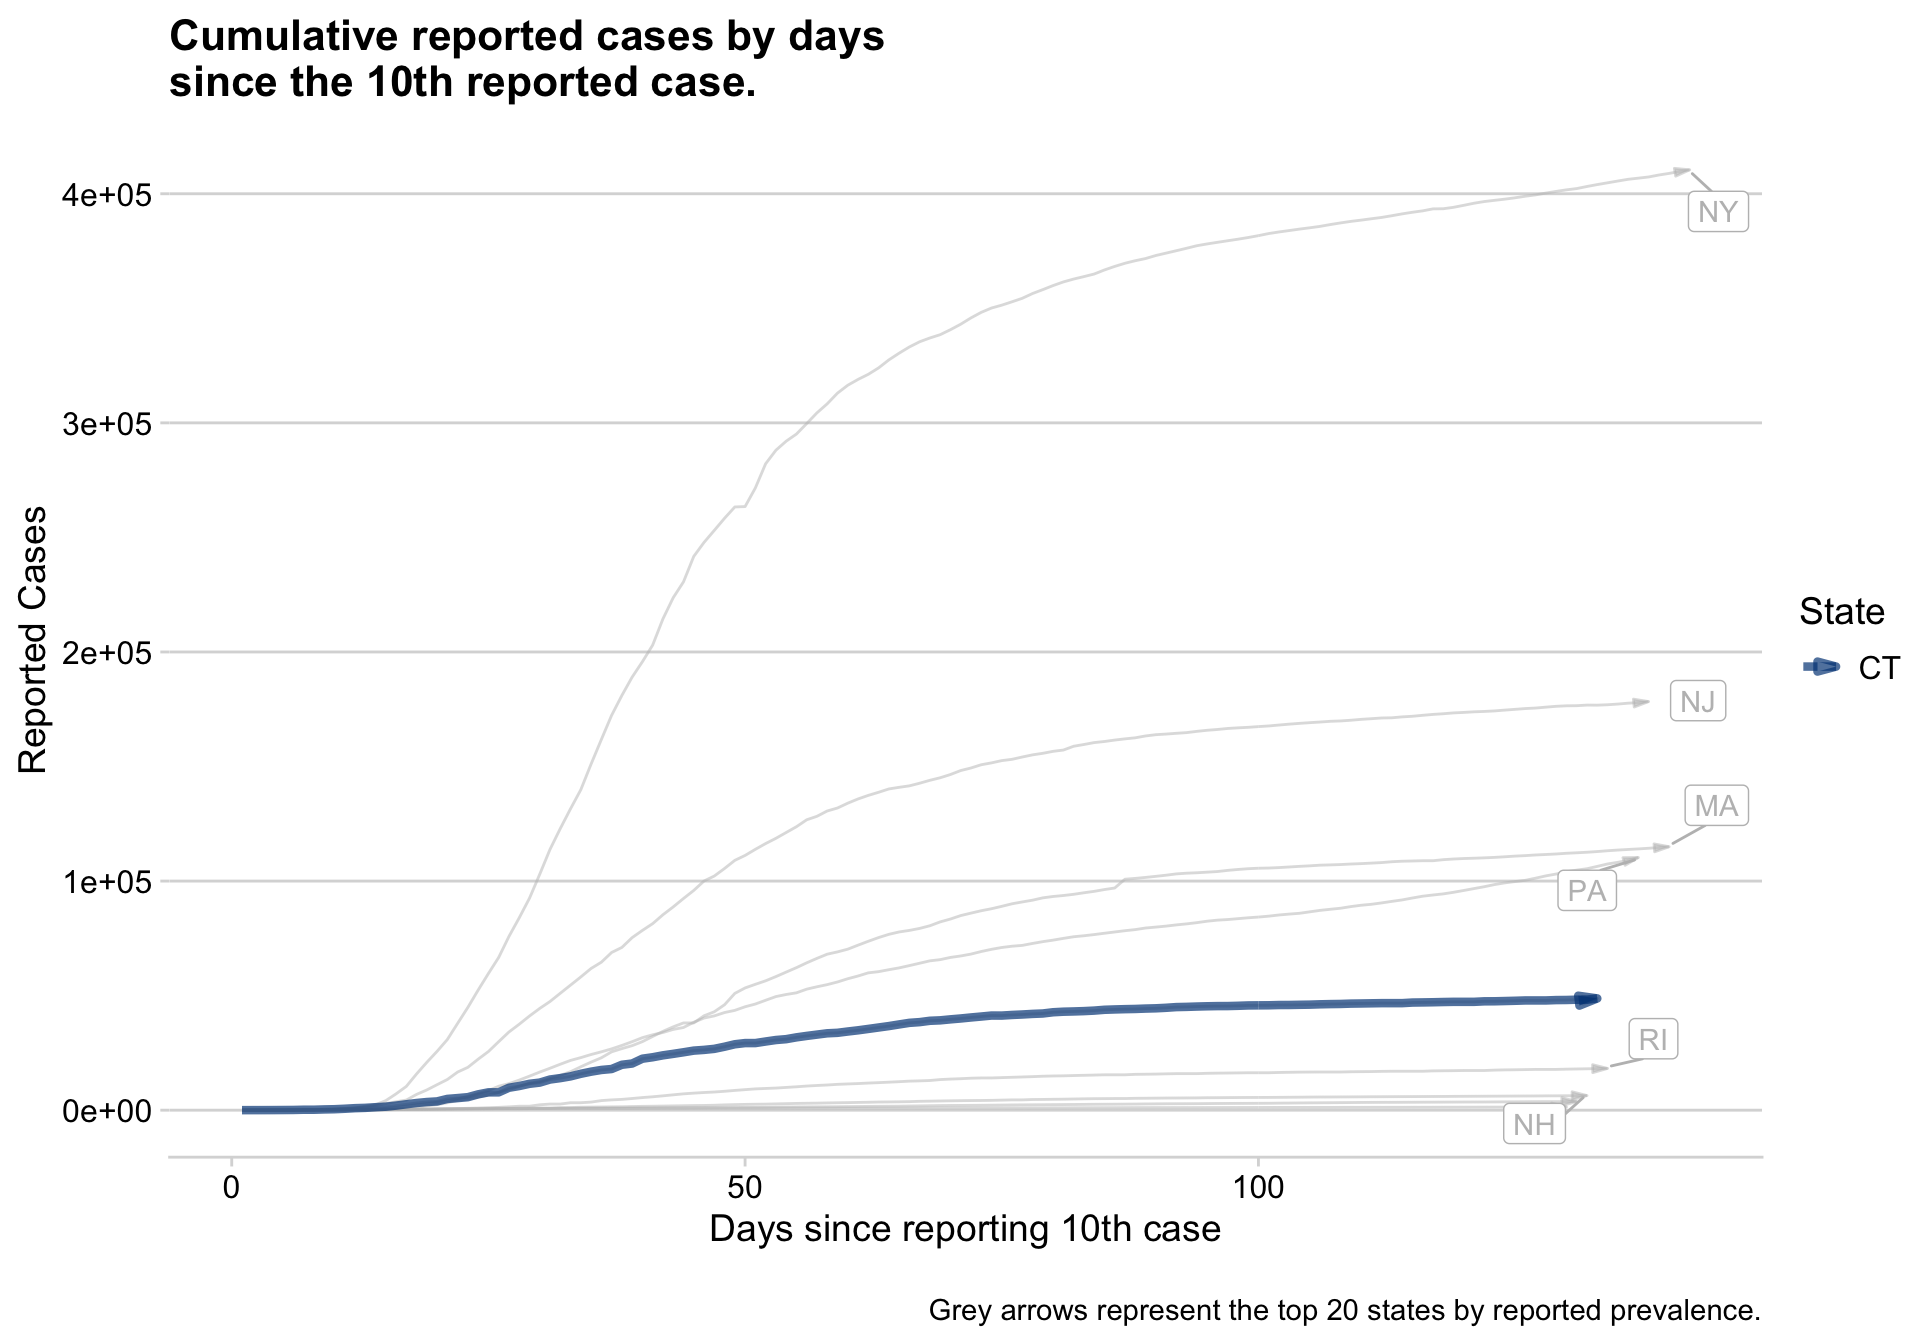 Cumulative reported cases by days
since the 10th reported case.
4e+05
3e+05
2e+05
1e+05
0e+00
Reported Cases
NY
NJ
MA
PA
RI
NH
State
CT
0 50 100
Days since reporting 10th case
Grey arrows represent the top 20 states by reported prevalence.